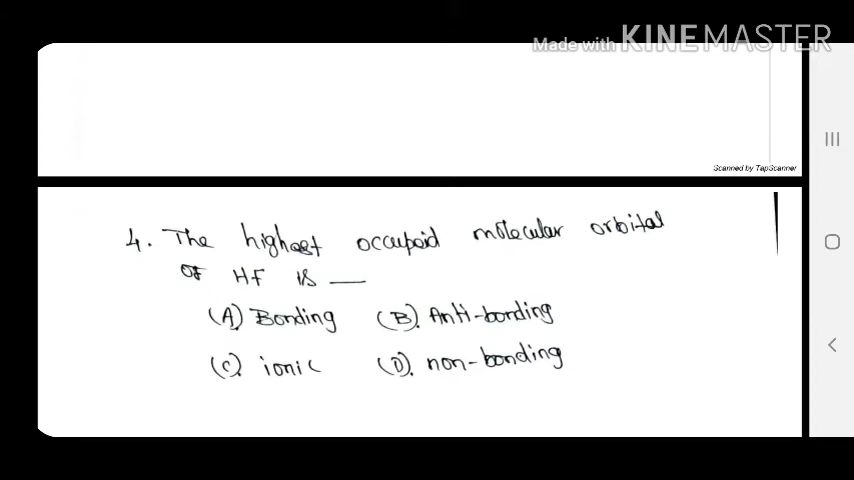 Made with KINEMASTER
Scanned by TapScanner
4. The highest occupoid molecular orbital
of HF is —
(A) Bonding (B). Anti-bonding
(C). ionic (D). non-bonding